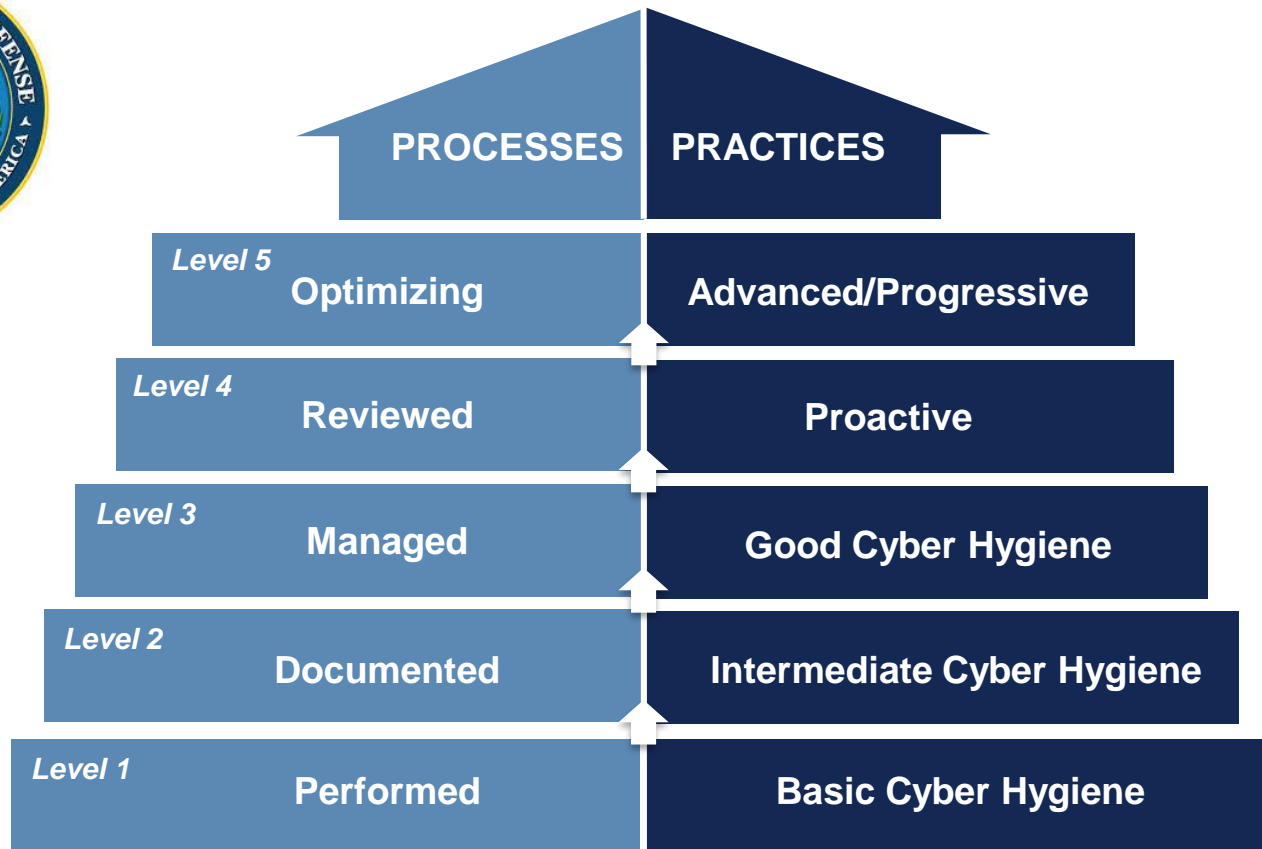 PROCESSES PRACTICES
Level 5
Optimizing Advanced/Progressive
Level 4
Reviewed Proactive
Level 3
Managed Good Cyber Hygiene
Level 2
Documented Intermediate Cyber Hygiene
Level 1
Performed Basic Cyber Hygiene